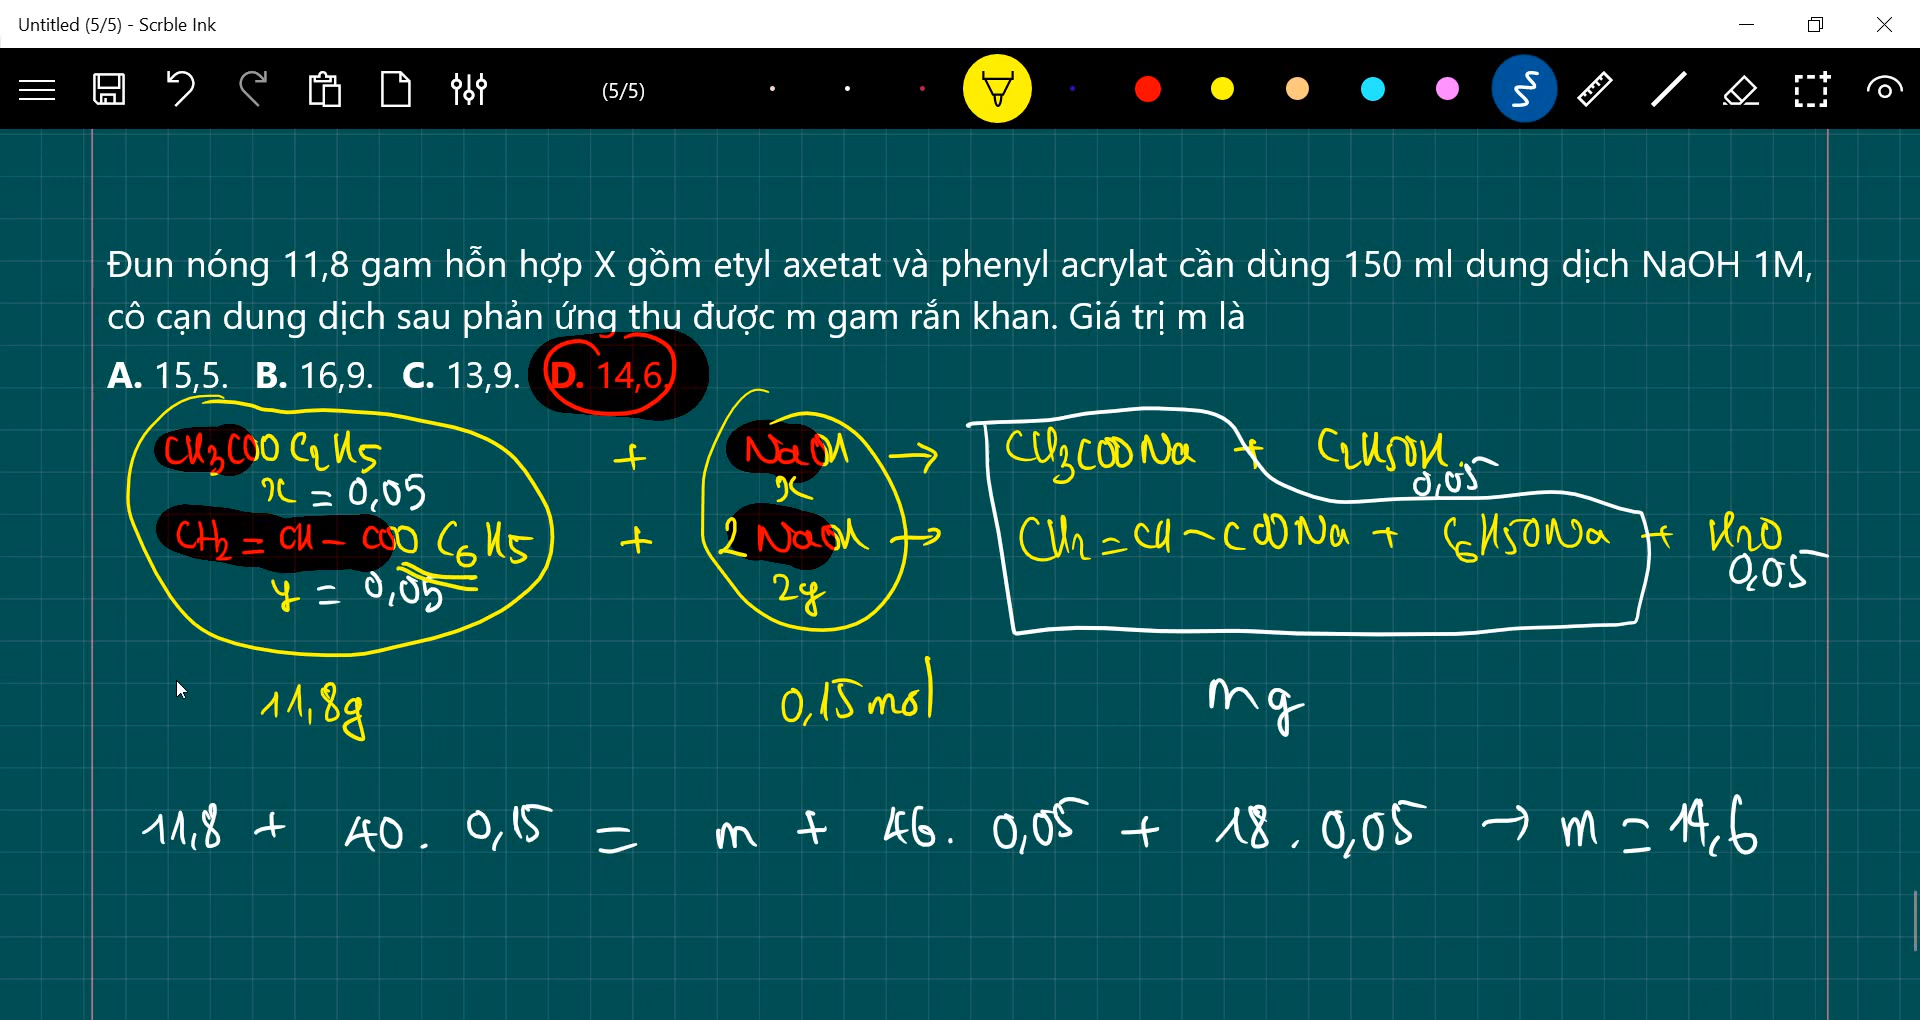 Untitled (5/5) - Scrble Ink
(5/5)
Đun nóng 11,8 gam hỗn hợp X gồm etyl axetat và phenyl acrylat cần dùng 150 ml dung dịch NaOH 1M,
cô cạn dung dịch sau phản ứng thu được m gam rắn khan. Giá trị m là
A. 15,5. B. 16,9. C. 13,9. D. 14,6.
CH3COOC2H5 + NaOH → CH3COONa + C2H5OH
x = 0,05 x 0,05
CH2 = CH - COOC6H5 + 2NaOH → CH2 = CH - COONa + C6H5ONa + H2O
y = 0,05 2y 0,05
11,8g 0,15 mol mg
11,8 + 40. 0,15 = m + 46. 0,05 + 18. 0,05 → m = 14,6